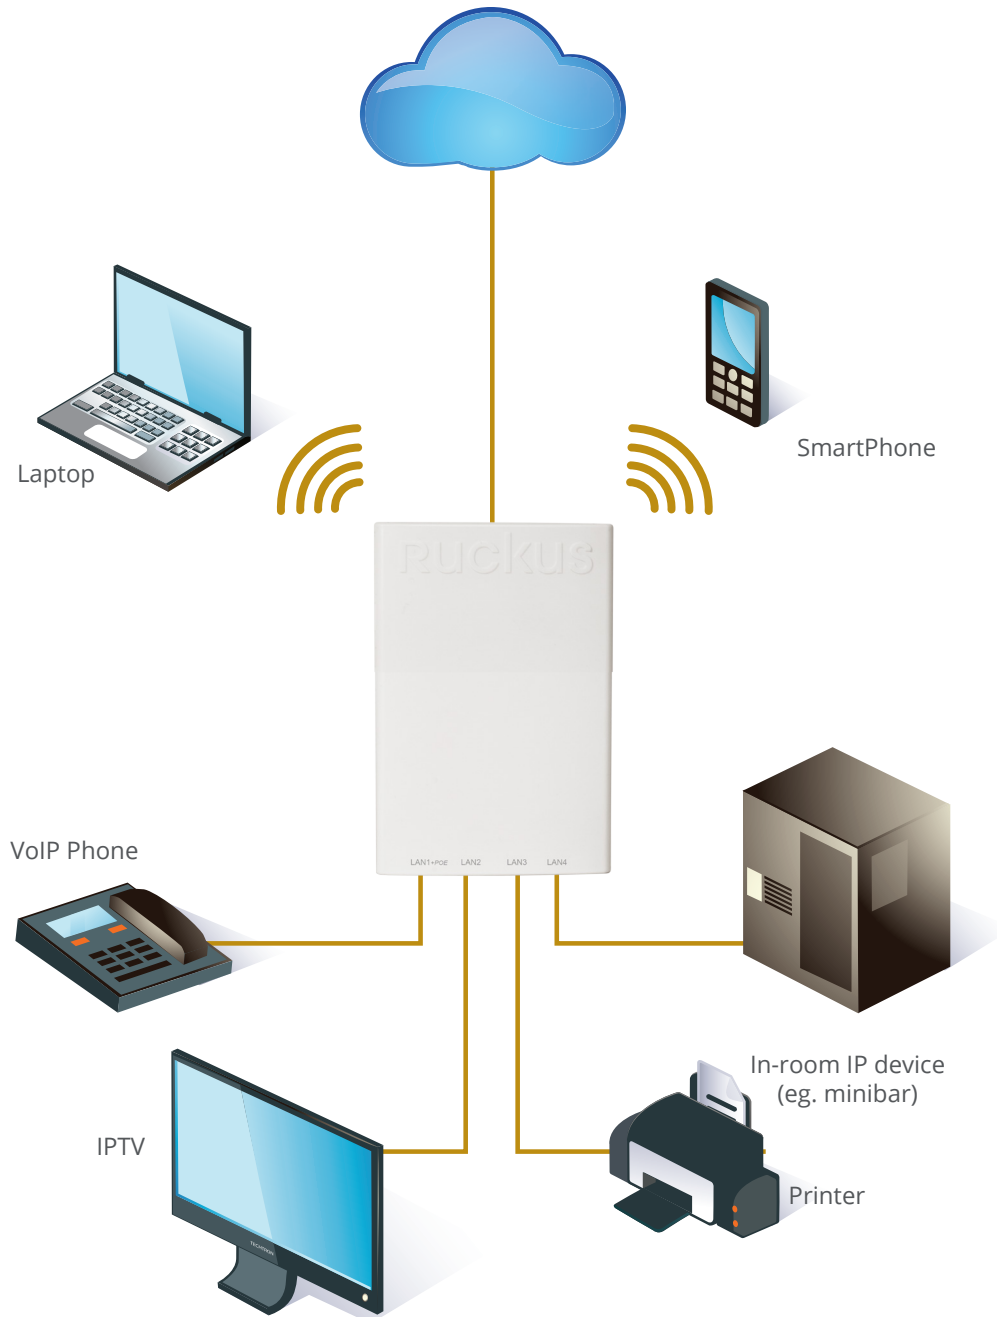 Laptop
SmartPhone
RUCKUS
LAN1+POE LAN2 LAN3 LAN4
VoIP Phone
In-room IP device
(eg. minibar)
IPTV
Printer